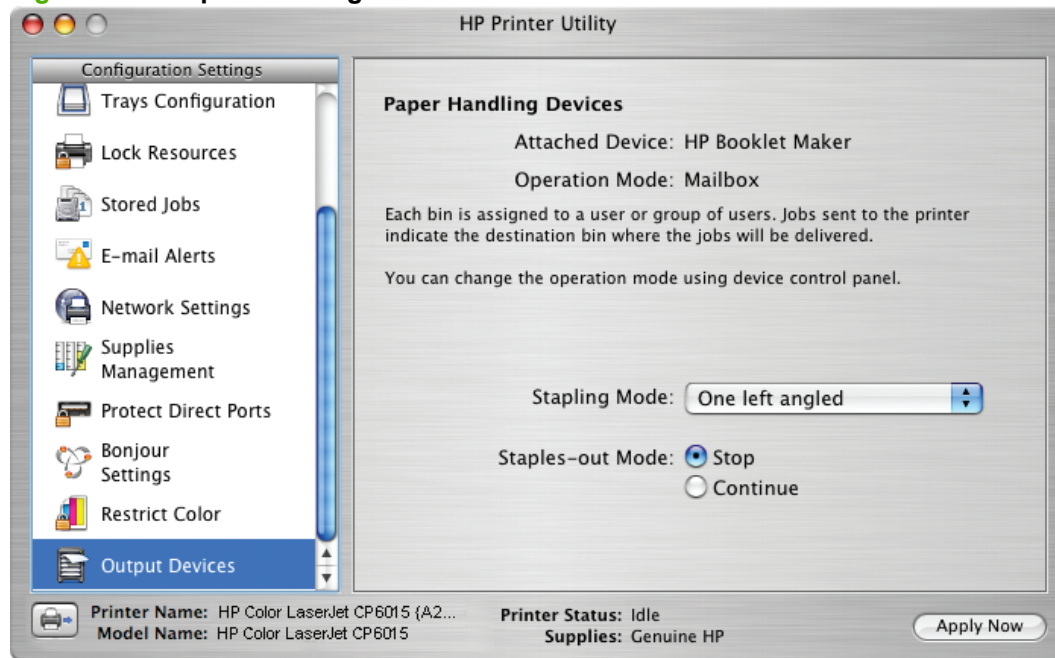 HP Printer Utility
Configuration Settings
Trays Configuration
Lock Resources
Stored Jobs
E-mail Alerts
Network Settings
Supplies
Management
Protect Direct Ports
Bonjour
Settings
Restrict Color
Output Devices
Paper Handling Devices
Attached Device: HP Booklet Maker
Operation Mode: Mailbox
Each bin is assigned to a user or group of users. Jobs sent to the printer
indicate the destination bin where the jobs will be delivered.
You can change the operation mode using device control panel.
Stapling Mode: One left angled
Staples-out Mode: Stop
Continue
Printer Name: HP Color LaserJet CP6015 {A2...
Model Name: HP Color LaserJet CP6015
Printer Status: Idle
Supplies: Genuine HP
Apply Now